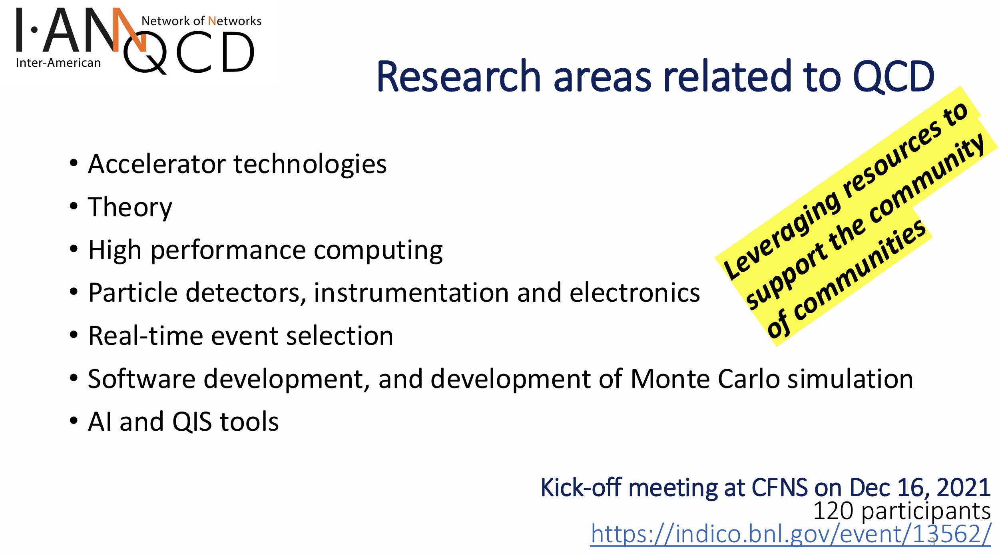 I·ANN
Network of Networks
QCD
Inter-American
Research areas related to QCD
Leveraging resources to
support the community
of communities
• Accelerator technologies
• Theory
• High performance computing
• Particle detectors, instrumentation and electronics
• Real-time event selection
• Software development, and development of Monte Carlo simulation
• AI and QIS tools
Kick-off meeting at CFNS on Dec 16, 2021
120 participants
https://indico.bnl.gov/event/13562/
3